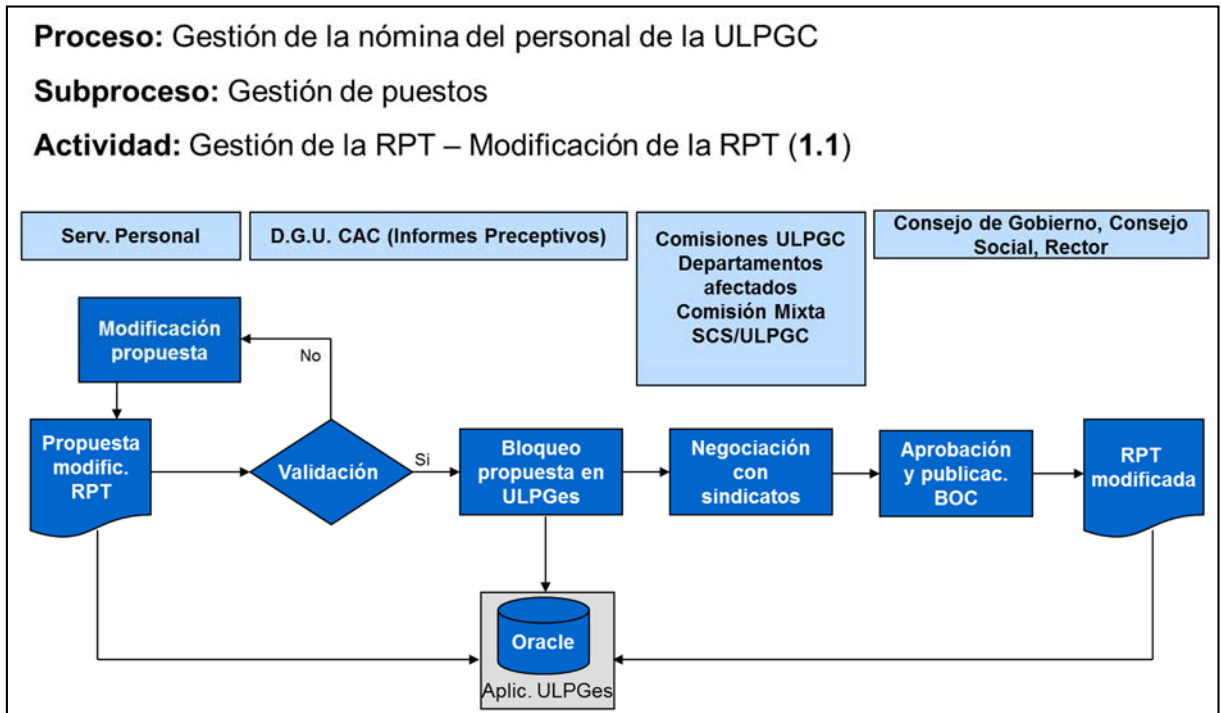 Proceso: Gestión de la nómina del personal de la ULPGC
Subproceso: Gestión de puestos
Actividad: Gestión de la RPT – Modificación de la RPT (1.1)
Serv. Personal
D.G.U. CAC (Informes Preceptivos)
Comisiones ULPGC
Departamentos
afectados
Comisión Mixta
SCS/ULPGC
Consejo de Gobierno, Consejo
Social, Rector
Modificación
propuesta
No
Propuesta
modific.
RPT
Validación
Si
Bloqueo
propuesta en
ULPGes
Negociación
con
sindicatos
Aprobación
y publicac.
BOC
RPT
modificada
Oracle
Aplic. ULPGes